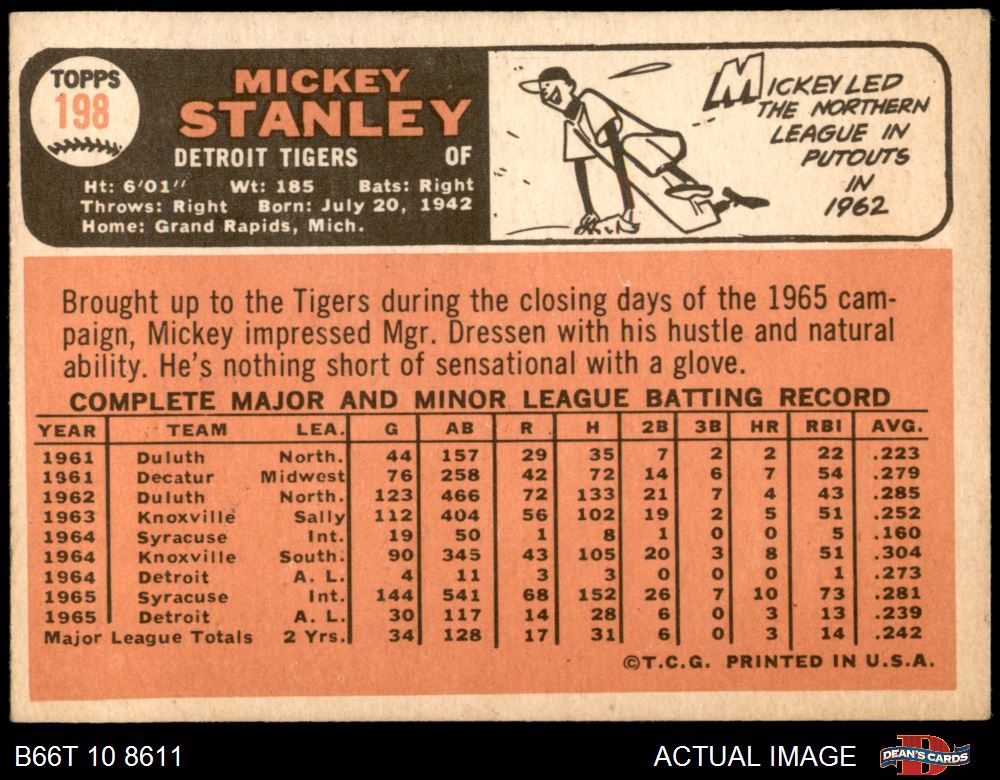 TOPPS
198
MICKEY
STANLEY
DETROIT TIGERS OF
Ht: 6'01" Wt: 185 Bats: Right
Throws: Right Born: July 20, 1942
Home: Grand Rapids, Mich.
MICKEY LED
THE NORTHERN
LEAGUE IN
PUTOUTS
IN
1962
Brought up to the Tigers during the closing days of the 1965 cam-
paign, Mickey impressed Mgr. Dressen with his hustle and natural
ability. He's nothing short of sensational with a glove.
COMPLETE MAJOR AND MINOR LEAGUE BATTING RECORD
YEAR TEAM LEA. G AB R H 2B 3B HR RBI AVG.
1961 Duluth North. 44 157 29 35 7 2 2 22 .223
1961 Decatur Midwest 76 258 42 72 14 6 7 54 .279
1962 Duluth North. 123 466 72 133 21 7 4 43 .285
1963 Knoxville Sally 112 404 56 102 19 2 5 51 .252
1964 Syracuse Int. 19 50 1 8 1 0 0 5 .160
1964 Knoxville South. 90 345 43 105 20 3 8 51 .304
1964 Detroit A. L. 4 11 3 3 0 0 0 1 .273
1965 Syracuse Int. 144 541 68 152 26 7 10 73 .281
1965 Detroit A. L. 30 117 14 28 6 0 3 13 .239
Major League Totals 2 Yrs. 34 128 17 31 6 0 3 14 .242
©T.C.G. PRINTED IN U.S.A.
B66T 10 8611 ACTUAL IMAGE DEAN'S CARDS